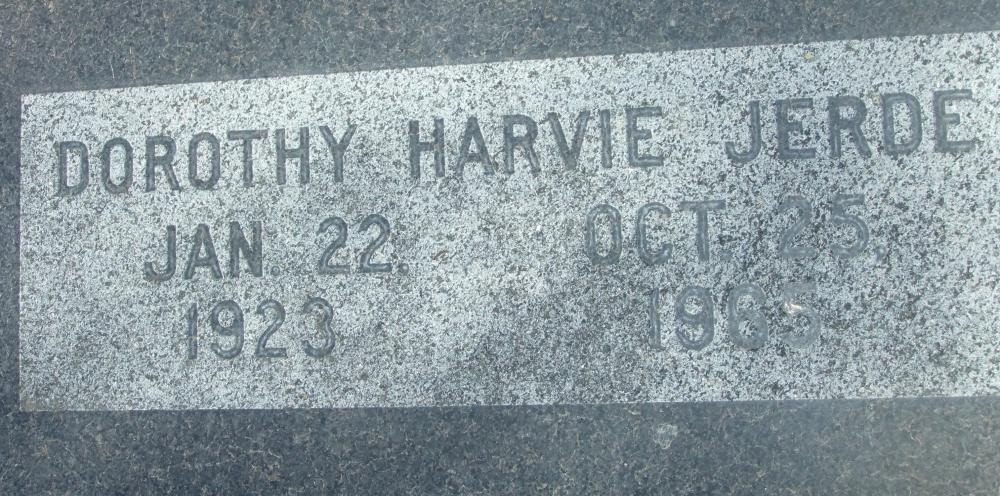 DOROTHY HARVIE JERDE
JAN. 22. OCT. 25,
1923 1965